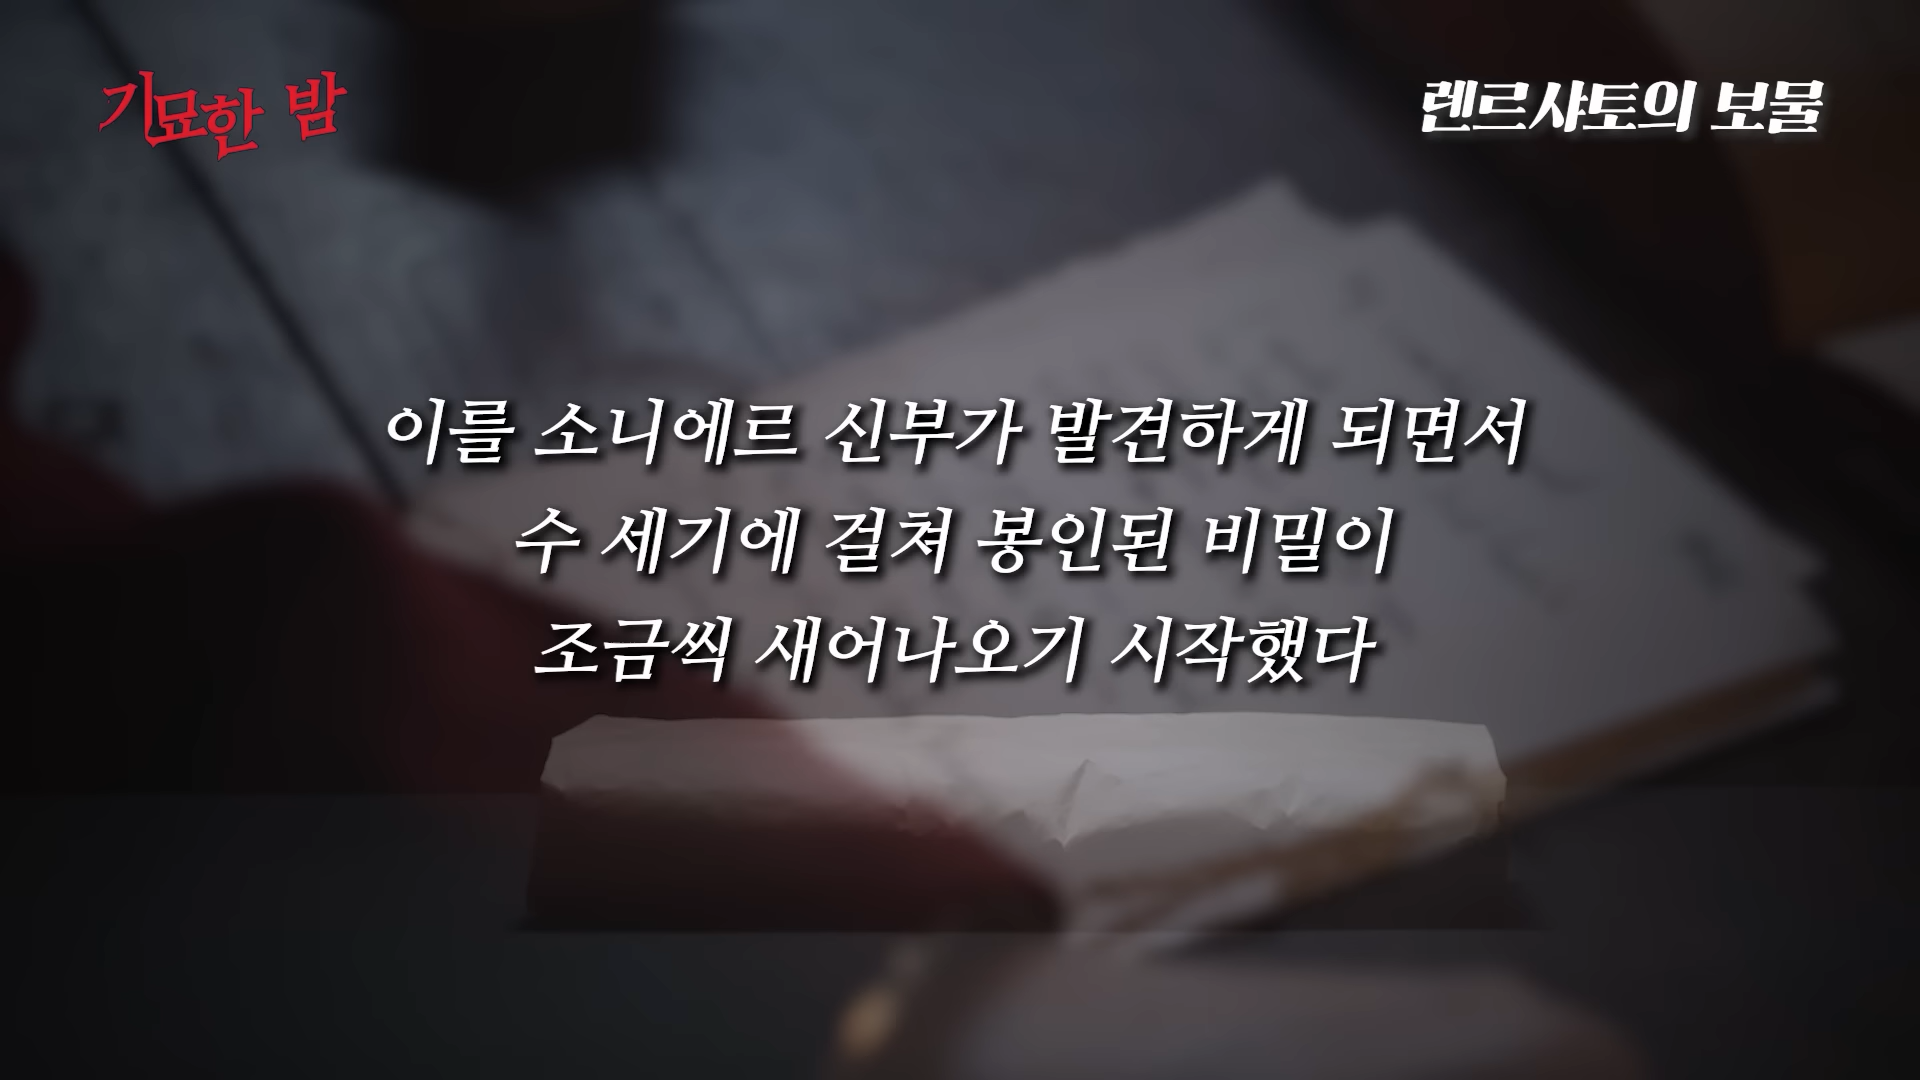 기묘한 밤
렌르샤토의 보물
이를 소니에르 신부가 발견하게 되면서
수 세기에 걸쳐 봉인된 비밀이
조금씩 새어나오기 시작했다